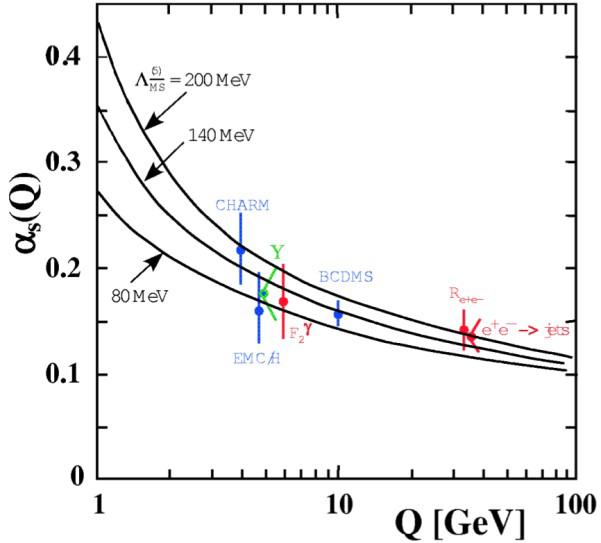 0.4
0.3
0.2
0.1
0
αs(Q)
Λ(5)MS = 200 MeV
140 MeV
80 MeV
CHARM
Y
BCDMS
Re+e−
e+e− −> jets
F2γ
EMC/H
1
10
100
Q [GeV]